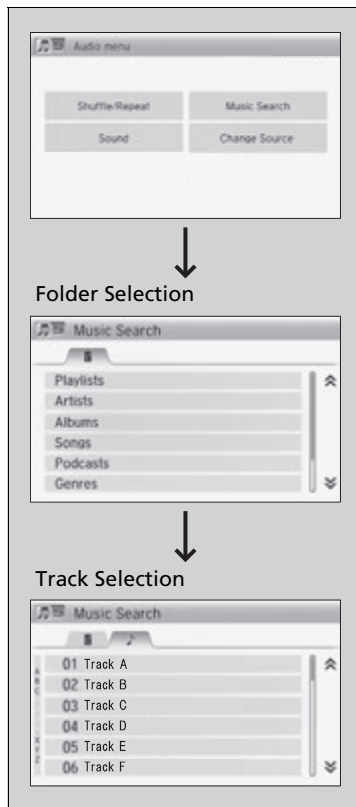 Audio menu
Shuffle/Repeat Music Search
Sound Change Source
Folder Selection
Music Search
Playlists
Artists
Albums
Songs
Podcasts
Genres
Track Selection
Music Search
01 Track A
02 Track B
03 Track C
04 Track D
05 Track E
06 Track F
A
B
C
X
Y
Z